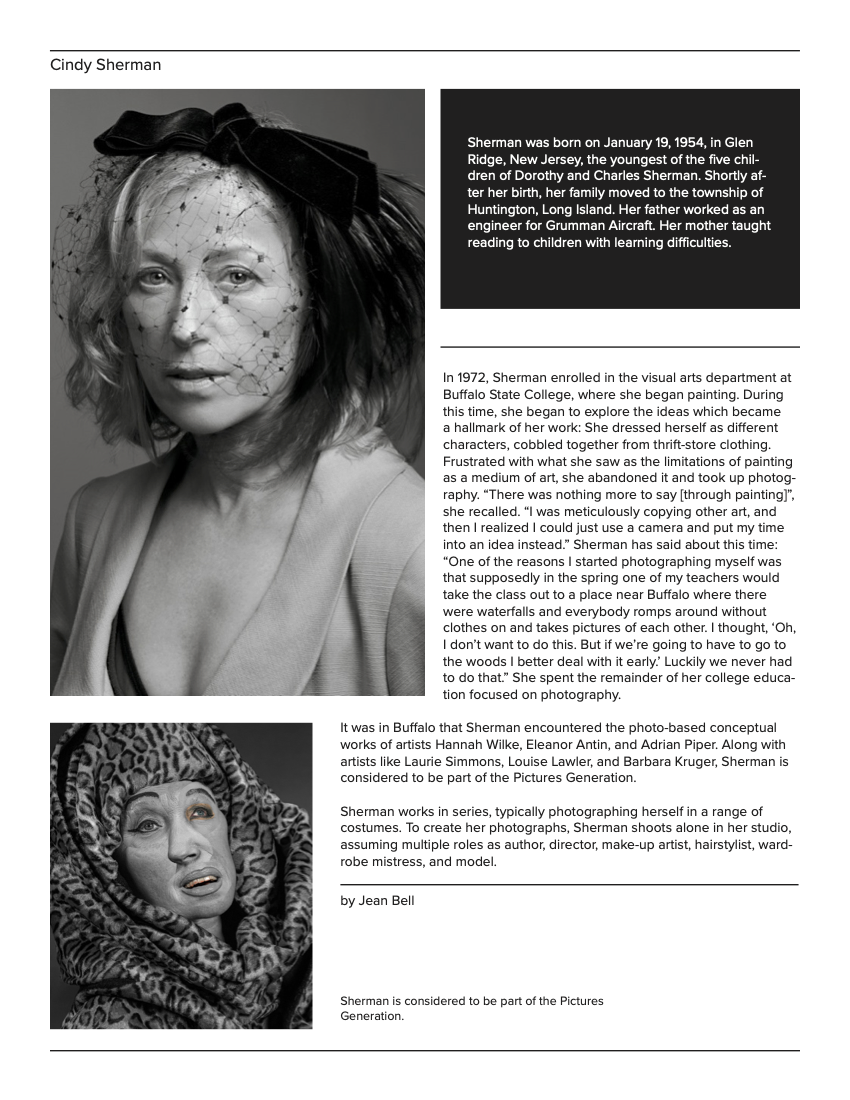 Cindy Sherman
Sherman was born on January 19, 1954, in Glen
Ridge, New Jersey, the youngest of the five chil-
dren of Dorothy and Charles Sherman. Shortly af-
ter her birth, her family moved to the township of
Huntington, Long Island. Her father worked as an
engineer for Grumman Aircraft. Her mother taught
reading to children with learning difficulties.
In 1972, Sherman enrolled in the visual arts department at
Buffalo State College, where she began painting. During
this time, she began to explore the ideas which became
a hallmark of her work: She dressed herself as different
characters, cobbled together from thrift-store clothing.
Frustrated with what she saw as the limitations of painting
as a medium of art, she abandoned it and took up photog-
raphy. “There was nothing more to say [through painting]”,
she recalled. “I was meticulously copying other art, and
then I realized I could just use a camera and put my time
into an idea instead.” Sherman has said about this time:
“One of the reasons I started photographing myself was
that supposedly in the spring one of my teachers would
take the class out to a place near Buffalo where there
were waterfalls and everybody romps around without
clothes on and takes pictures of each other. I thought, ‘Oh,
I don’t want to do this. But if we’re going to have to go to
the woods I better deal with it early.’ Luckily we never had
to do that.” She spent the remainder of her college educa-
tion focused on photography.
It was in Buffalo that Sherman encountered the photo-based conceptual
works of artists Hannah Wilke, Eleanor Antin, and Adrian Piper. Along with
artists like Laurie Simmons, Louise Lawler, and Barbara Kruger, Sherman is
considered to be part of the Pictures Generation.
Sherman works in series, typically photographing herself in a range of
costumes. To create her photographs, Sherman shoots alone in her studio,
assuming multiple roles as author, director, make-up artist, hairstylist, ward-
robe mistress, and model.
by Jean Bell
Sherman is considered to be part of the Pictures
Generation.